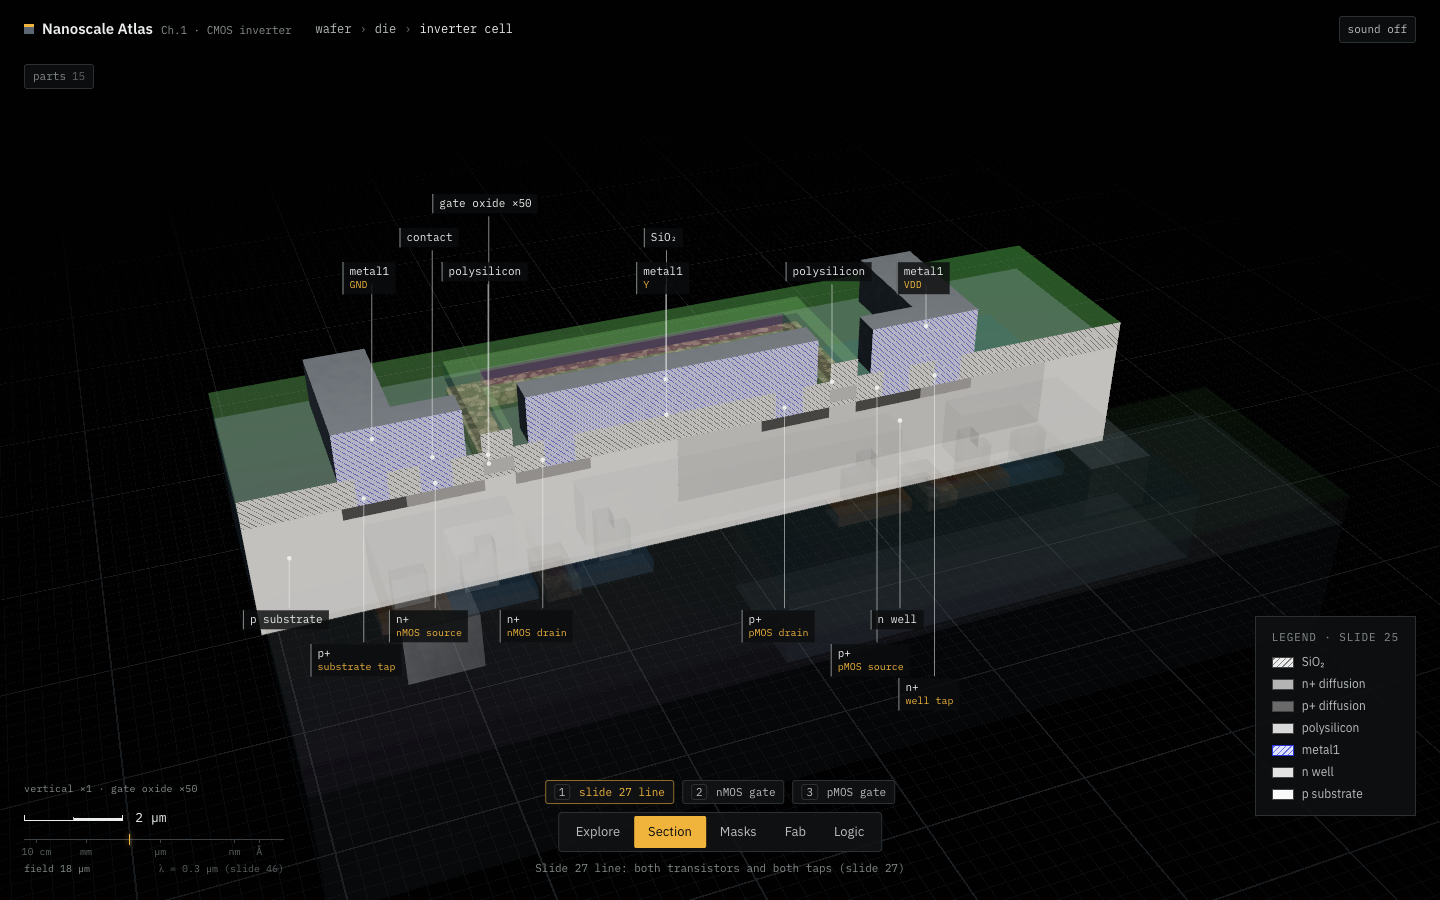 Nanoscale Atlas Ch.1 · CMOS inverter
wafer › die › inverter cell
sound off
parts 15
gate oxide ×50
contact
SiO₂
metal1
GND
polysilicon
metal1
Y
polysilicon
metal1
VDD
p substrate
n+
nMOS source
n+
nMOS drain
p+
pMOS drain
n well
p+
substrate tap
p+
pMOS source
n+
well tap
LEGEND · SLIDE 25
SiO₂
n+ diffusion
p+ diffusion
polysilicon
metal1
n well
p substrate
vertical ×1 · gate oxide ×50
2 µm
10 cm mm µm nm Å
field 18 µm λ = 0.3 µm (slide 46)
1 slide 27 line 2 nMOS gate 3 pMOS gate
Explore Section Masks Fab Logic
Slide 27 line: both transistors and both taps (slide 27)